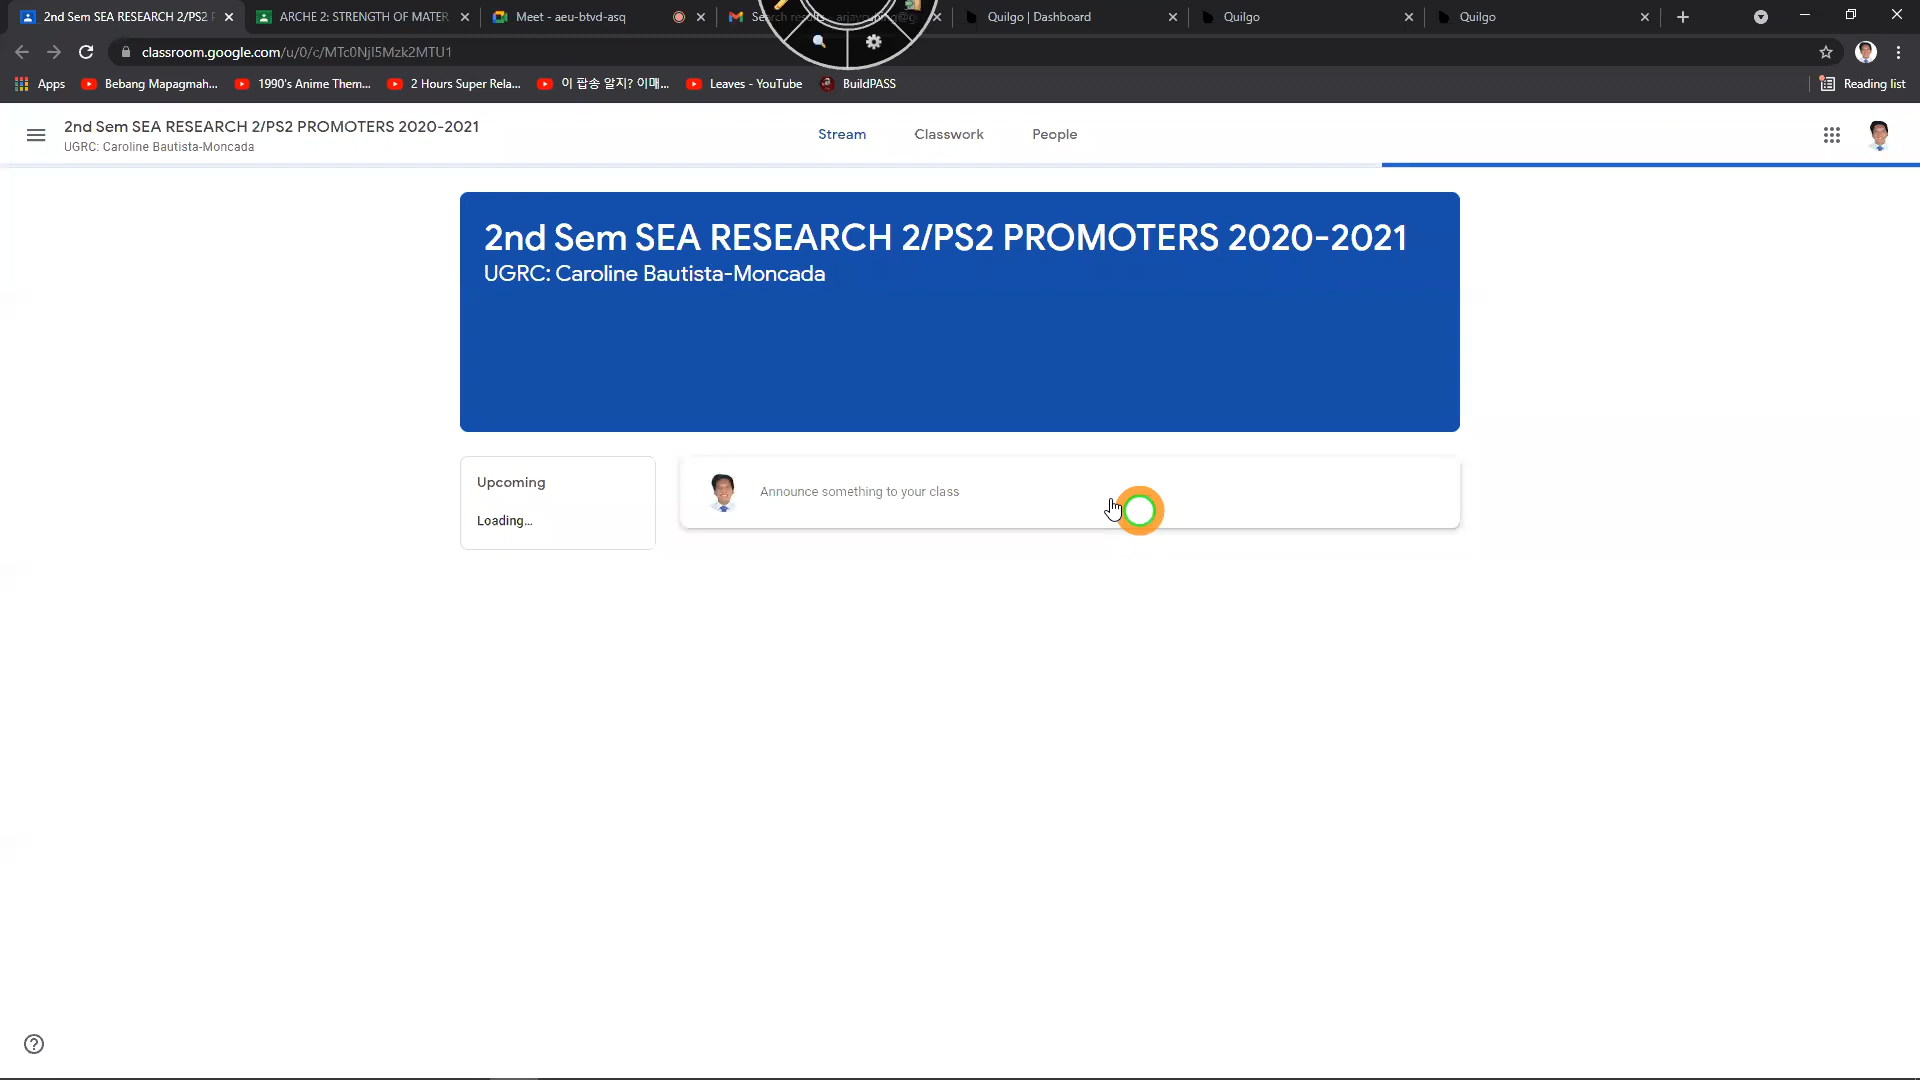 2nd Sem SEA RESEARCH 2/PS2 P
ARCHE 2: STRENGTH OF MATER
Meet - aeu-btvd-asq
Search results
Quilgo | Dashboard
Quilgo
Quilgo
classroom.google.com/u/0/c/MTc0NjI5Mzk2MTU1
Apps
Bebang Mapagmah...
1990's Anime Them...
2 Hours Super Rela...
이 팝송 알지? 이매...
Leaves - YouTube
BuildPASS
Reading list
2nd Sem SEA RESEARCH 2/PS2 PROMOTERS 2020-2021
UGRC: Caroline Bautista-Moncada
Stream
Classwork
People
2nd Sem SEA RESEARCH 2/PS2 PROMOTERS 2020-2021
UGRC: Caroline Bautista-Moncada
Upcoming
Loading...
Announce something to your class